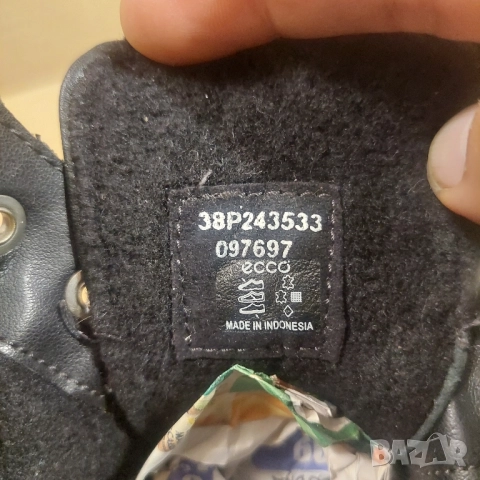 38P243533
097697
ecco
MADE IN INDONESIA
BAZAR